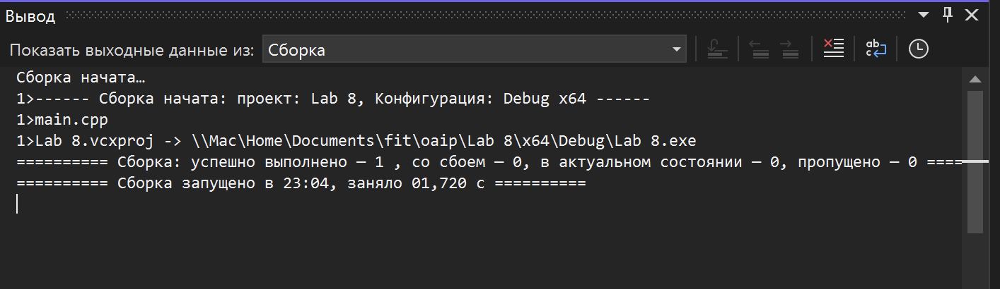 Вывод
Показать выходные данные из: Сборка
Сборка начата…
1>------ Сборка начата: проект: Lab 8, Конфигурация: Debug x64 ------
1>main.cpp
1>Lab 8.vcxproj -> \\Mac\Home\Documents\fit\oaip\Lab 8\x64\Debug\Lab 8.exe
========== Сборка: успешно выполнено — 1 , со сбоем — 0, в актуальном состоянии — 0, пропущено — 0 ====
========== Сборка запущено в 23:04, заняло 01,720 с ==========